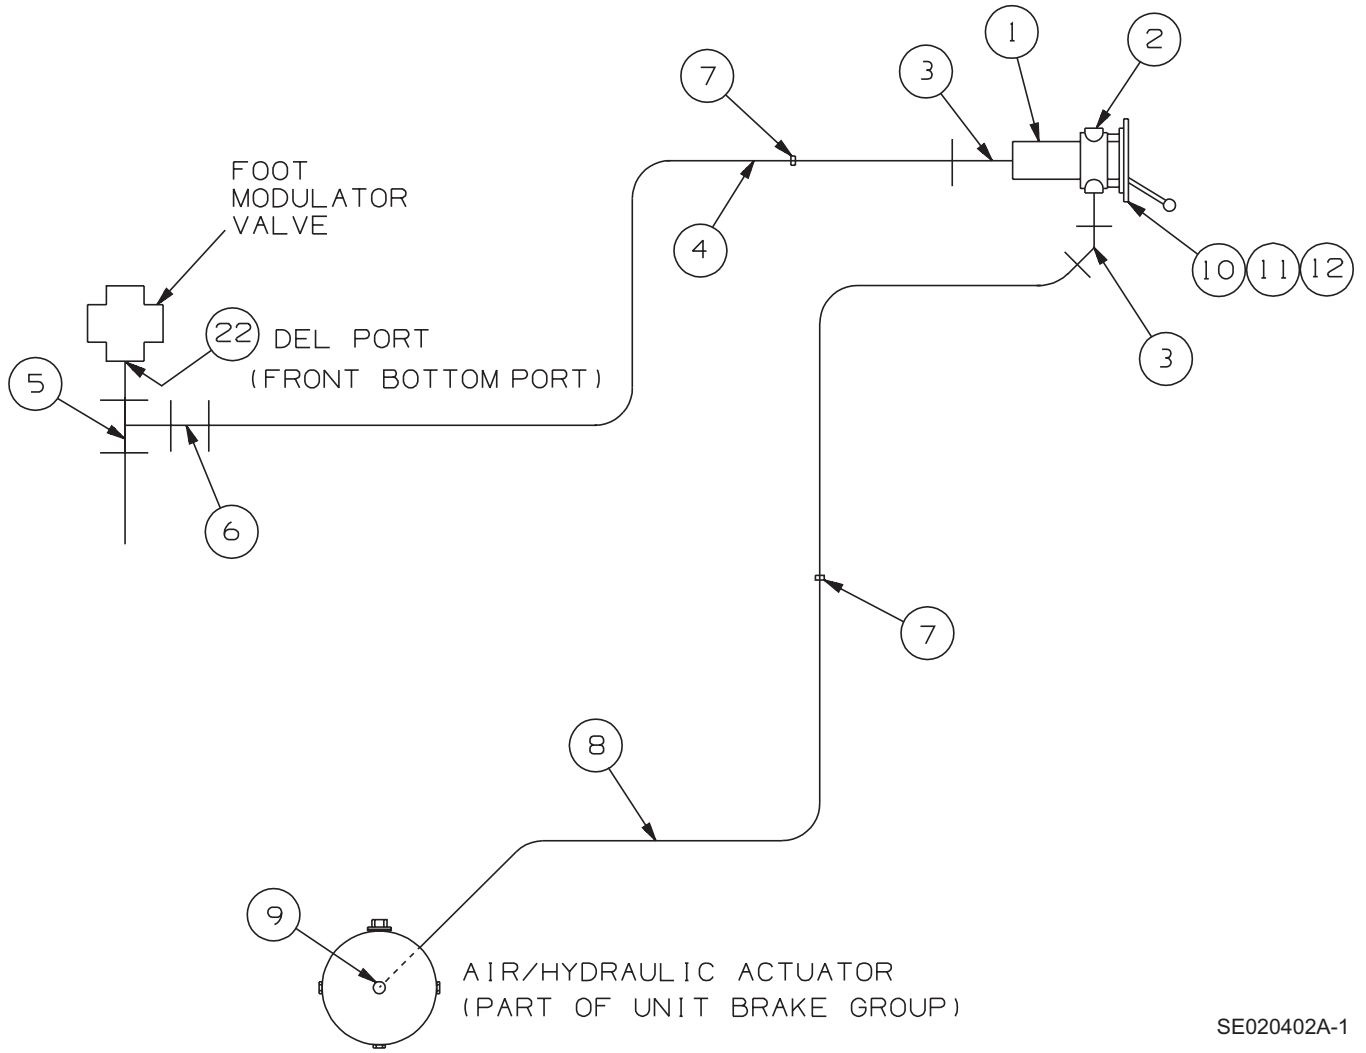 1
2
7
3
FOOT
MODULATOR
VALVE
4
10 11 12
22 DEL PORT
(FRONT BOTTOM PORT)
3
5
6
7
8
9
AIR/HYDRAULIC ACTUATOR
(PART OF UNIT BRAKE GROUP)
SE020402A-1